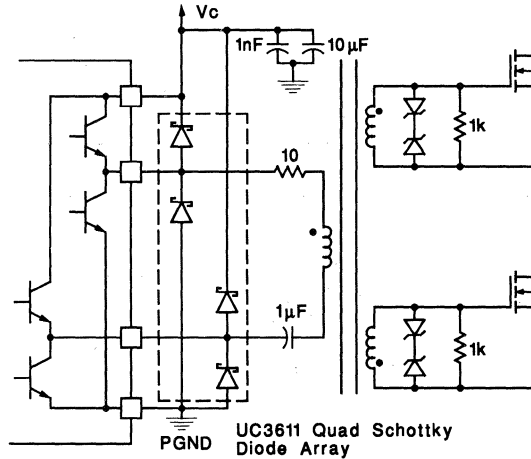 Vc
1nF
10µF
1k
10
1µF
1k
PGND
UC3611 Quad Schottky
Diode Array